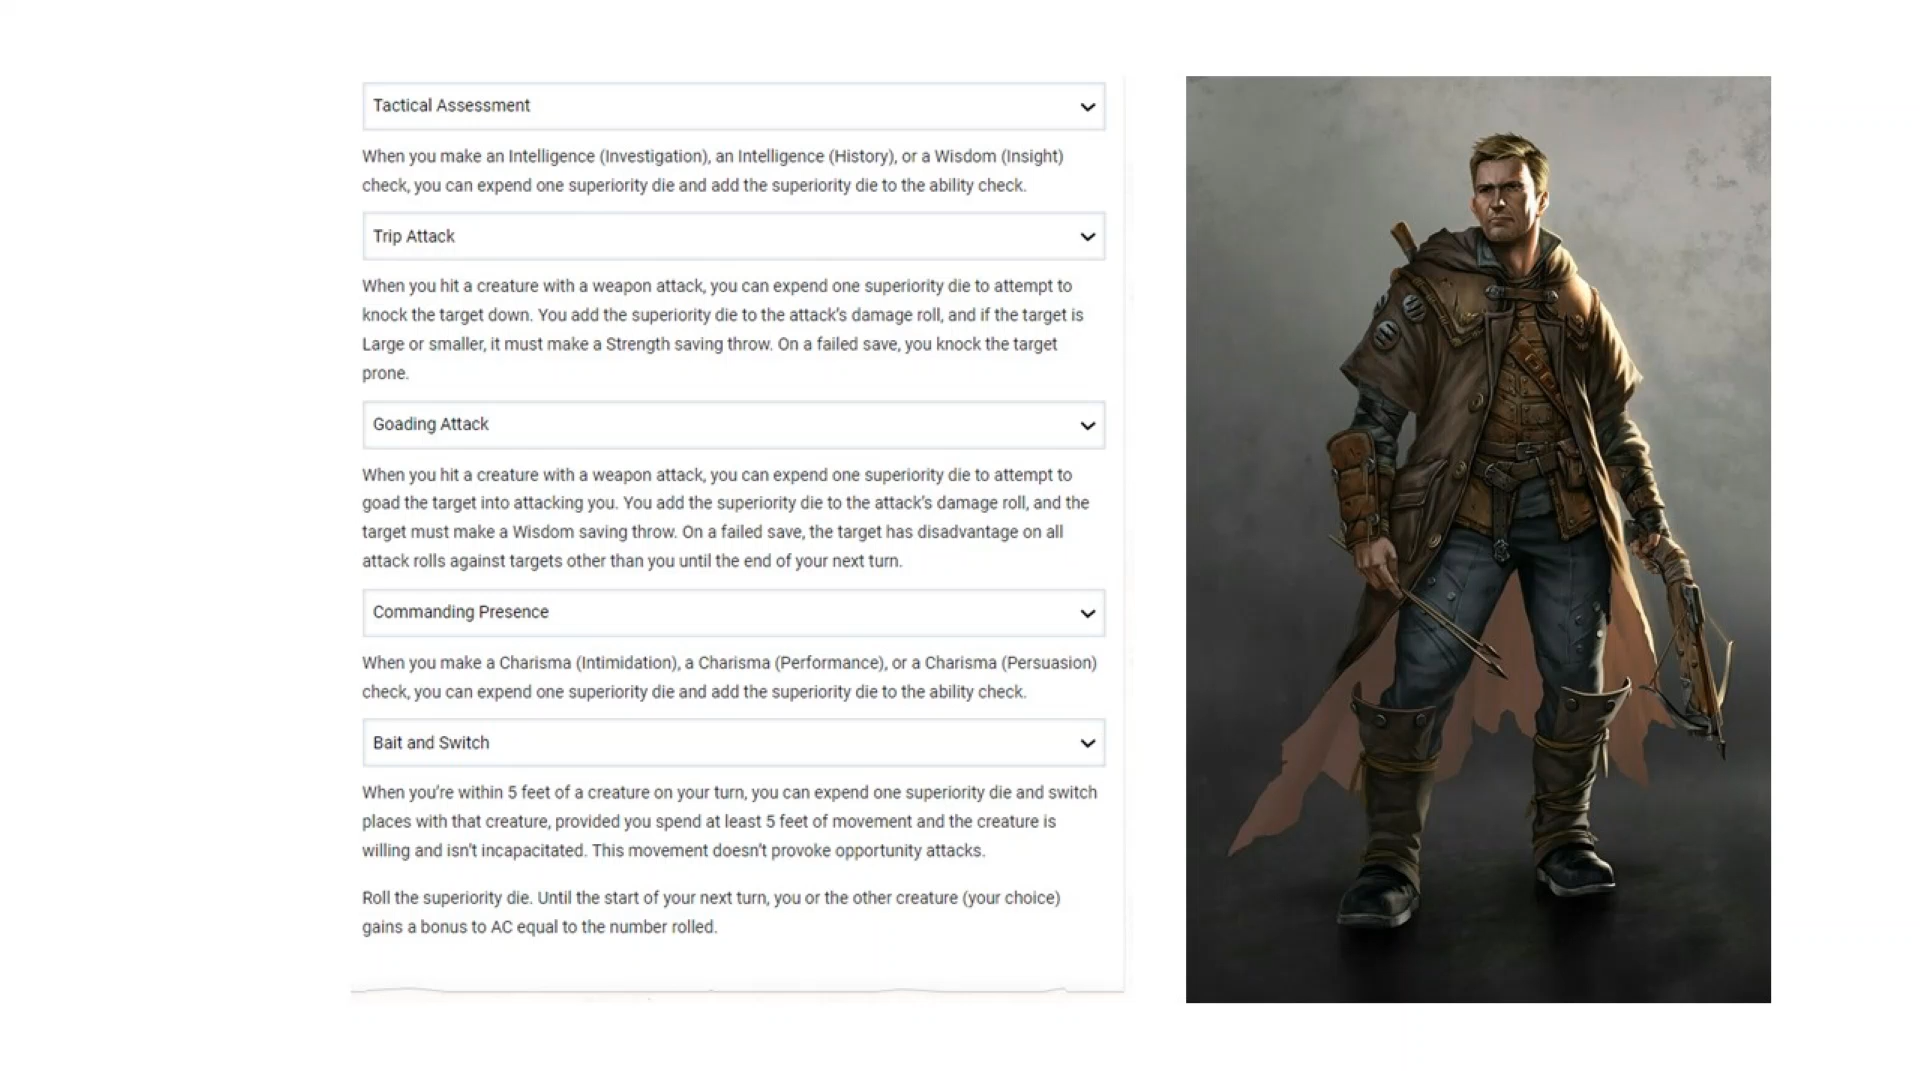 Tactical Assessment
When you make an Intelligence (Investigation), an Intelligence (History), or a Wisdom (Insight)
check, you can expend one superiority die and add the superiority die to the ability check.
Trip Attack
When you hit a creature with a weapon attack, you can expend one superiority die to attempt to
knock the target down. You add the superiority die to the attack's damage roll, and if the target is
Large or smaller, it must make a Strength saving throw. On a failed save, you knock the target
prone.
Goading Attack
When you hit a creature with a weapon attack, you can expend one superiority die to attempt to
goad the target into attacking you. You add the superiority die to the attack's damage roll, and the
target must make a Wisdom saving throw. On a failed save, the target has disadvantage on all
attack rolls against targets other than you until the end of your next turn.
Commanding Presence
When you make a Charisma (Intimidation), a Charisma (Performance), or a Charisma (Persuasion)
check, you can expend one superiority die and add the superiority die to the ability check.
Bait and Switch
When you're within 5 feet of a creature on your turn, you can expend one superiority die and switch
places with that creature, provided you spend at least 5 feet of movement and the creature is
willing and isn't incapacitated. This movement doesn't provoke opportunity attacks.
Roll the superiority die. Until the start of your next turn, you or the other creature (your choice)
gains a bonus to AC equal to the number rolled.